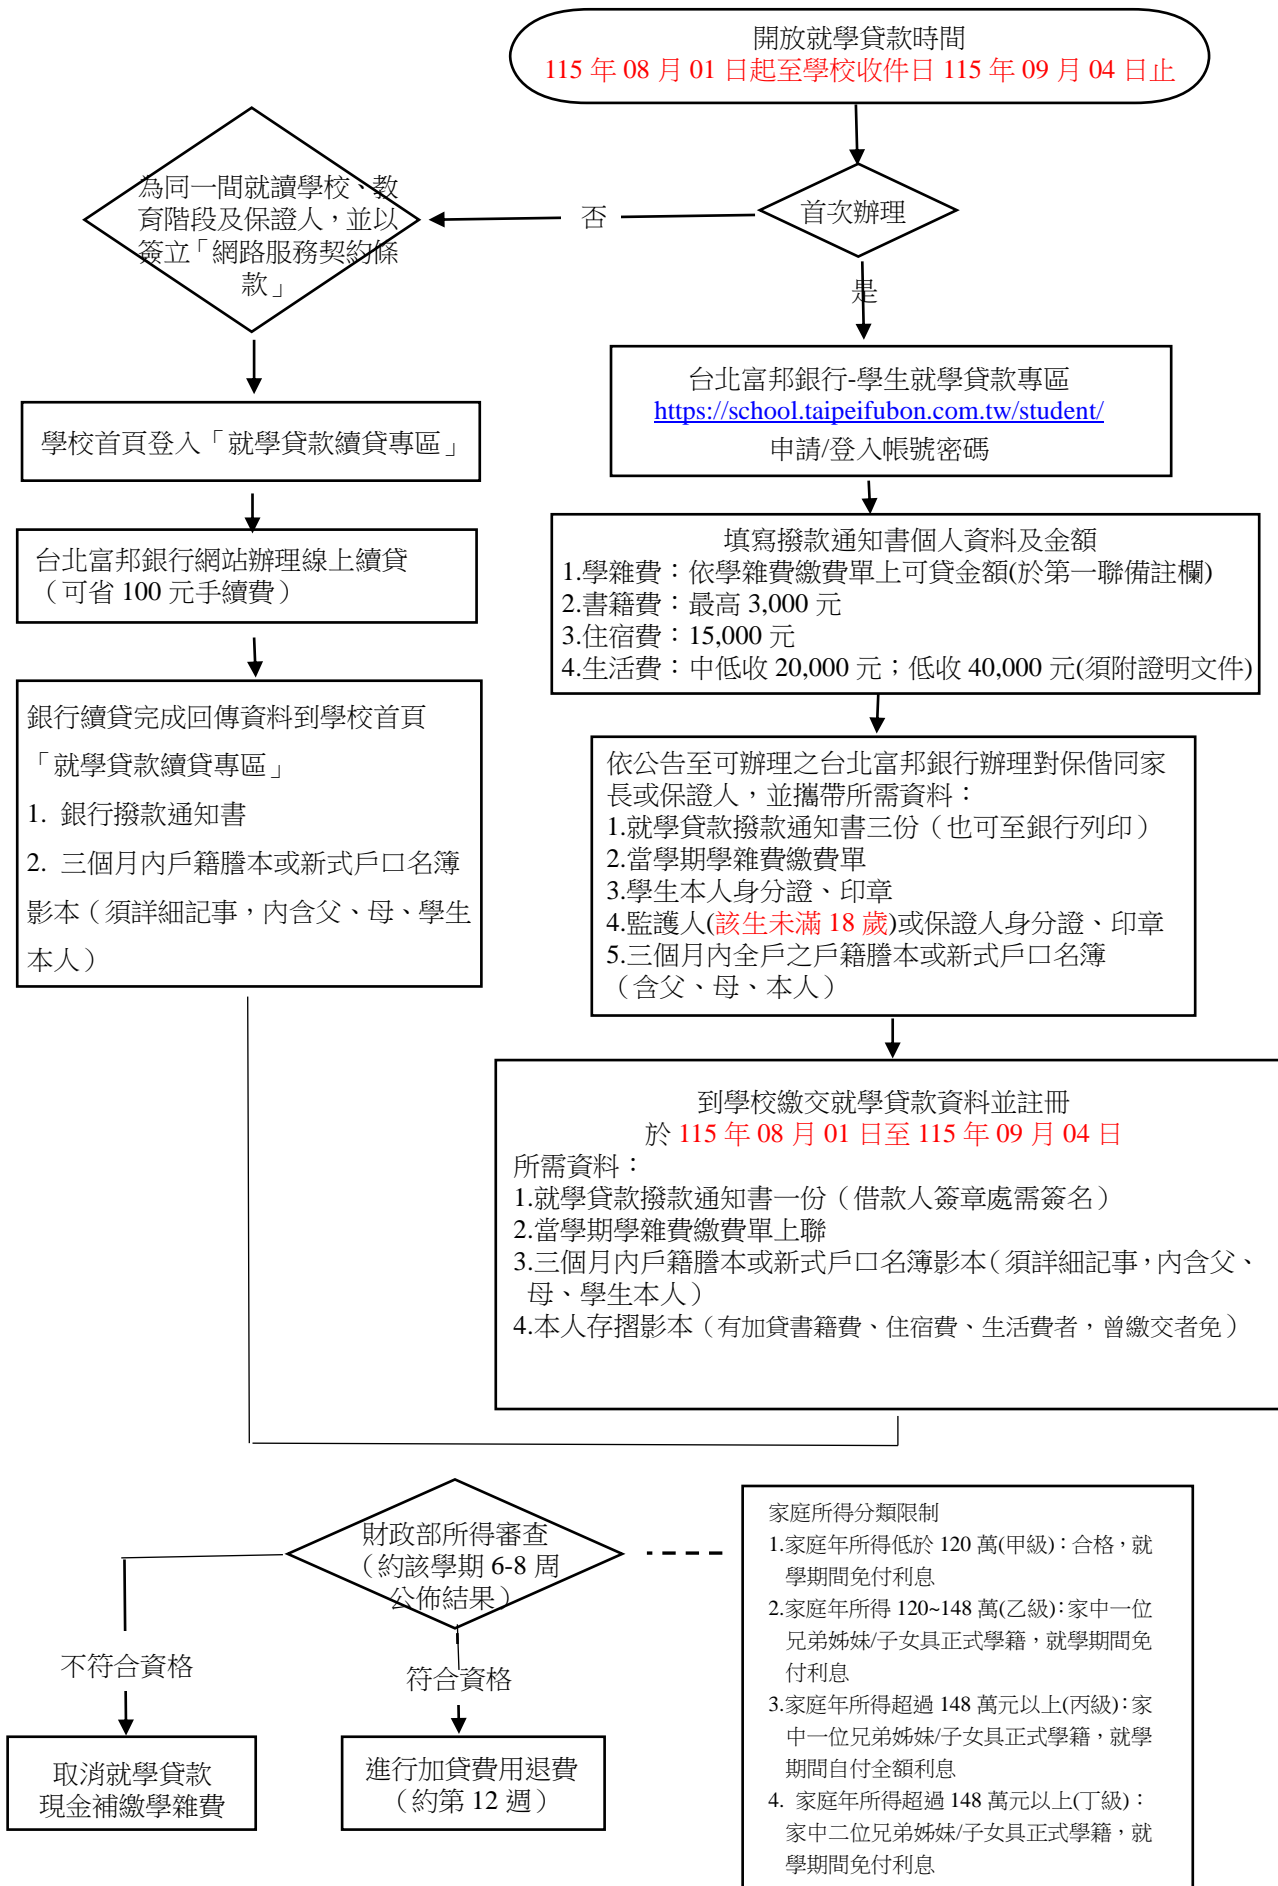 開放就學貸款時間
115 年 08 月 01 日起至學校收件日 115 年 09 月 04 日止
首次辦理
否
是
為同一間就讀學校、教
育階段及保證人，並以
簽立「網路服務契約條
款」
學校首頁登入「就學貸款續貸專區」
台北富邦銀行網站辦理線上續貸
（可省 100 元手續費）
銀行續貸完成回傳資料到學校首頁
「就學貸款續貸專區」
1. 銀行撥款通知書
2. 三個月內戶籍謄本或新式戶口名簿
影本（須詳細記事，內含父、母、學生
本人）
台北富邦銀行-學生就學貸款專區
https://school.taipeifubon.com.tw/student/
申請/登入帳號密碼
填寫撥款通知書個人資料及金額
1.學雜費：依學雜費繳費單上可貸金額(於第一聯備註欄)
2.書籍費：最高 3,000 元
3.住宿費：15,000 元
4.生活費：中低收 20,000 元；低收 40,000 元(須附證明文件)
依公告至可辦理之台北富邦銀行辦理對保偕同家
長或保證人，並攜帶所需資料：
1.就學貸款撥款通知書三份（也可至銀行列印）
2.當學期學雜費繳費單
3.學生本人身分證、印章
4.監護人(該生未滿 18 歲)或保證人身分證、印章
5.三個月內全戶之戶籍謄本或新式戶口名簿
（含父、母、本人）
到學校繳交就學貸款資料並註冊
於 115 年 08 月 01 日至 115 年 09 月 04 日
所需資料：
1.就學貸款撥款通知書一份（借款人簽章處需簽名）
2.當學期學雜費繳費單上聯
3.三個月內戶籍謄本或新式戶口名簿影本（須詳細記事，內含父、
母、學生本人）
4.本人存摺影本（有加貸書籍費、住宿費、生活費者，曾繳交者免）
財政部所得審查
（約該學期 6-8 周
公佈結果）
不符合資格
符合資格
取消就學貸款
現金補繳學雜費
進行加貸費用退費
（約第 12 週）
家庭所得分類限制
1.家庭年所得低於 120 萬(甲級)：合格，就
學期間免付利息
2.家庭年所得 120~148 萬(乙級)：家中一位
兄弟姊妹/子女具正式學籍，就學期間免
付利息
3.家庭年所得超過 148 萬元以上(丙級)：家
中一位兄弟姊妹/子女具正式學籍，就學
期間自付全額利息
4. 家庭年所得超過 148 萬元以上(丁級)：
家中二位兄弟姊妹/子女具正式學籍，就
學期間免付利息